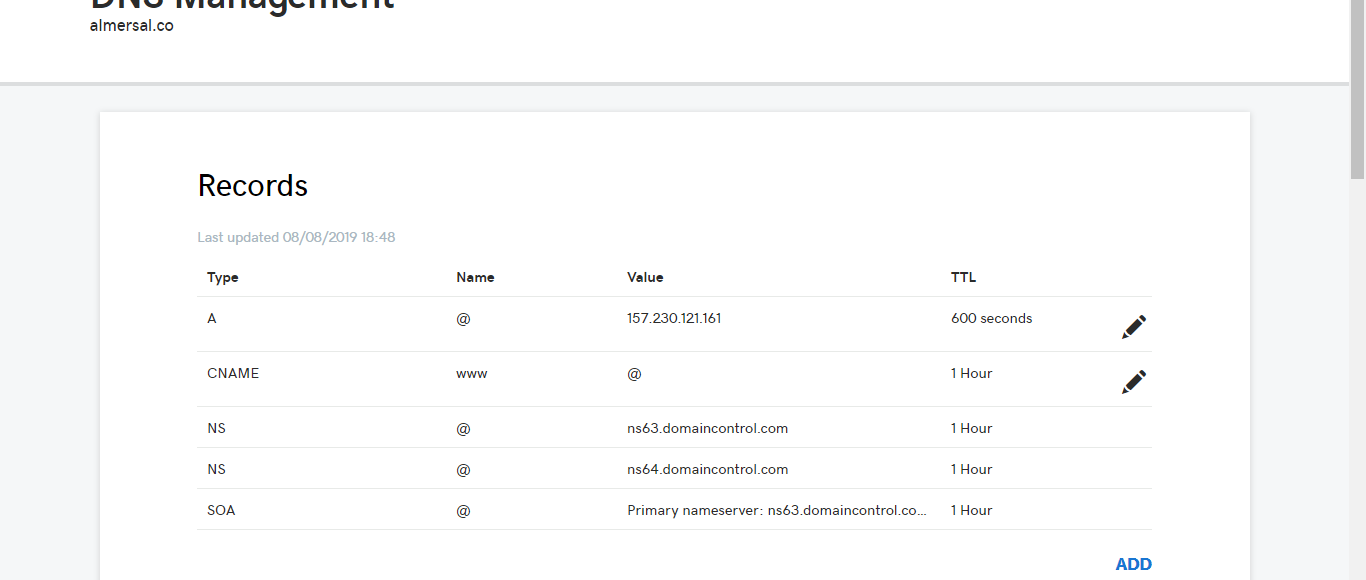 DNS Management
almersal.co
Records
Last updated 08/08/2019 18:48
Type Name Value TTL
A @ 157.230.121.161 600 seconds
CNAME www @ 1 Hour
NS @ ns63.domaincontrol.com 1 Hour
NS @ ns64.domaincontrol.com 1 Hour
SOA @ Primary nameserver: ns63.domaincontrol.co... 1 Hour
ADD